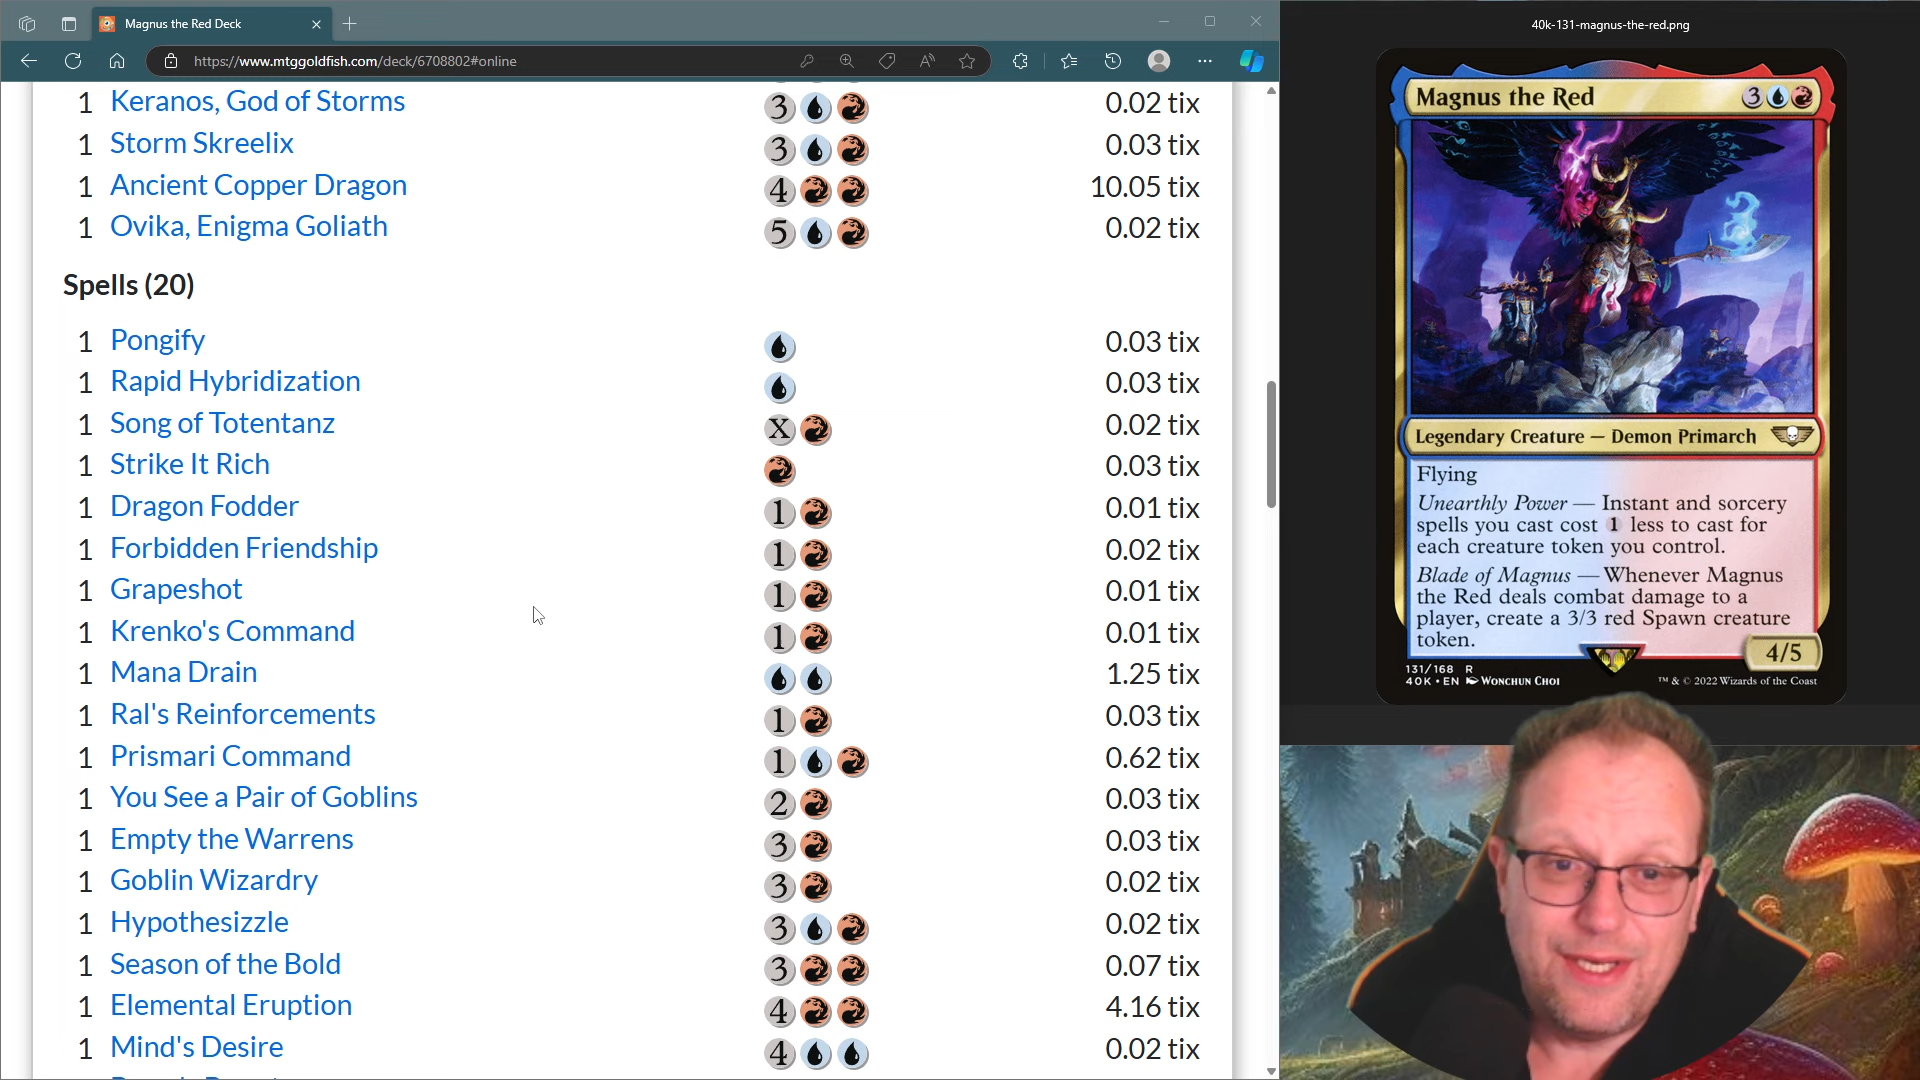 Magnus the Red Deck
https://www.mtggoldfish.com/deck/6708802#online
1 Keranos, God of Storms 3 0.02 tix
1 Storm Skreelix 3 0.03 tix
1 Ancient Copper Dragon 4 10.05 tix
1 Ovika, Enigma Goliath 5 0.02 tix
Spells (20)
1 Pongify 0.03 tix
1 Rapid Hybridization 0.03 tix
1 Song of Totentanz X 0.02 tix
1 Strike It Rich 0.03 tix
1 Dragon Fodder 1 0.01 tix
1 Forbidden Friendship 1 0.02 tix
1 Grapeshot 1 0.01 tix
1 Krenko's Command 1 0.01 tix
1 Mana Drain 1.25 tix
1 Ral's Reinforcements 1 0.03 tix
1 Prismari Command 1 0.62 tix
1 You See a Pair of Goblins 2 0.03 tix
1 Empty the Warrens 3 0.03 tix
1 Goblin Wizardry 3 0.02 tix
1 Hypothesizzle 3 0.02 tix
1 Season of the Bold 3 0.07 tix
1 Elemental Eruption 4 4.16 tix
1 Mind's Desire 4 0.02 tix
40k-131-magnus-the-red.png
Magnus the Red 3
Legendary Creature — Demon Primarch
Flying
Unearthly Power — Instant and sorcery
spells you cast cost 1 less to cast for
each creature token you control.
Blade of Magnus — Whenever Magnus
the Red deals combat damage to a
player, create a 3/3 red Spawn creature
token.
4/5
131/168 R
40K • EN Wonchun Choi
™ & © 2022 Wizards of the Coast